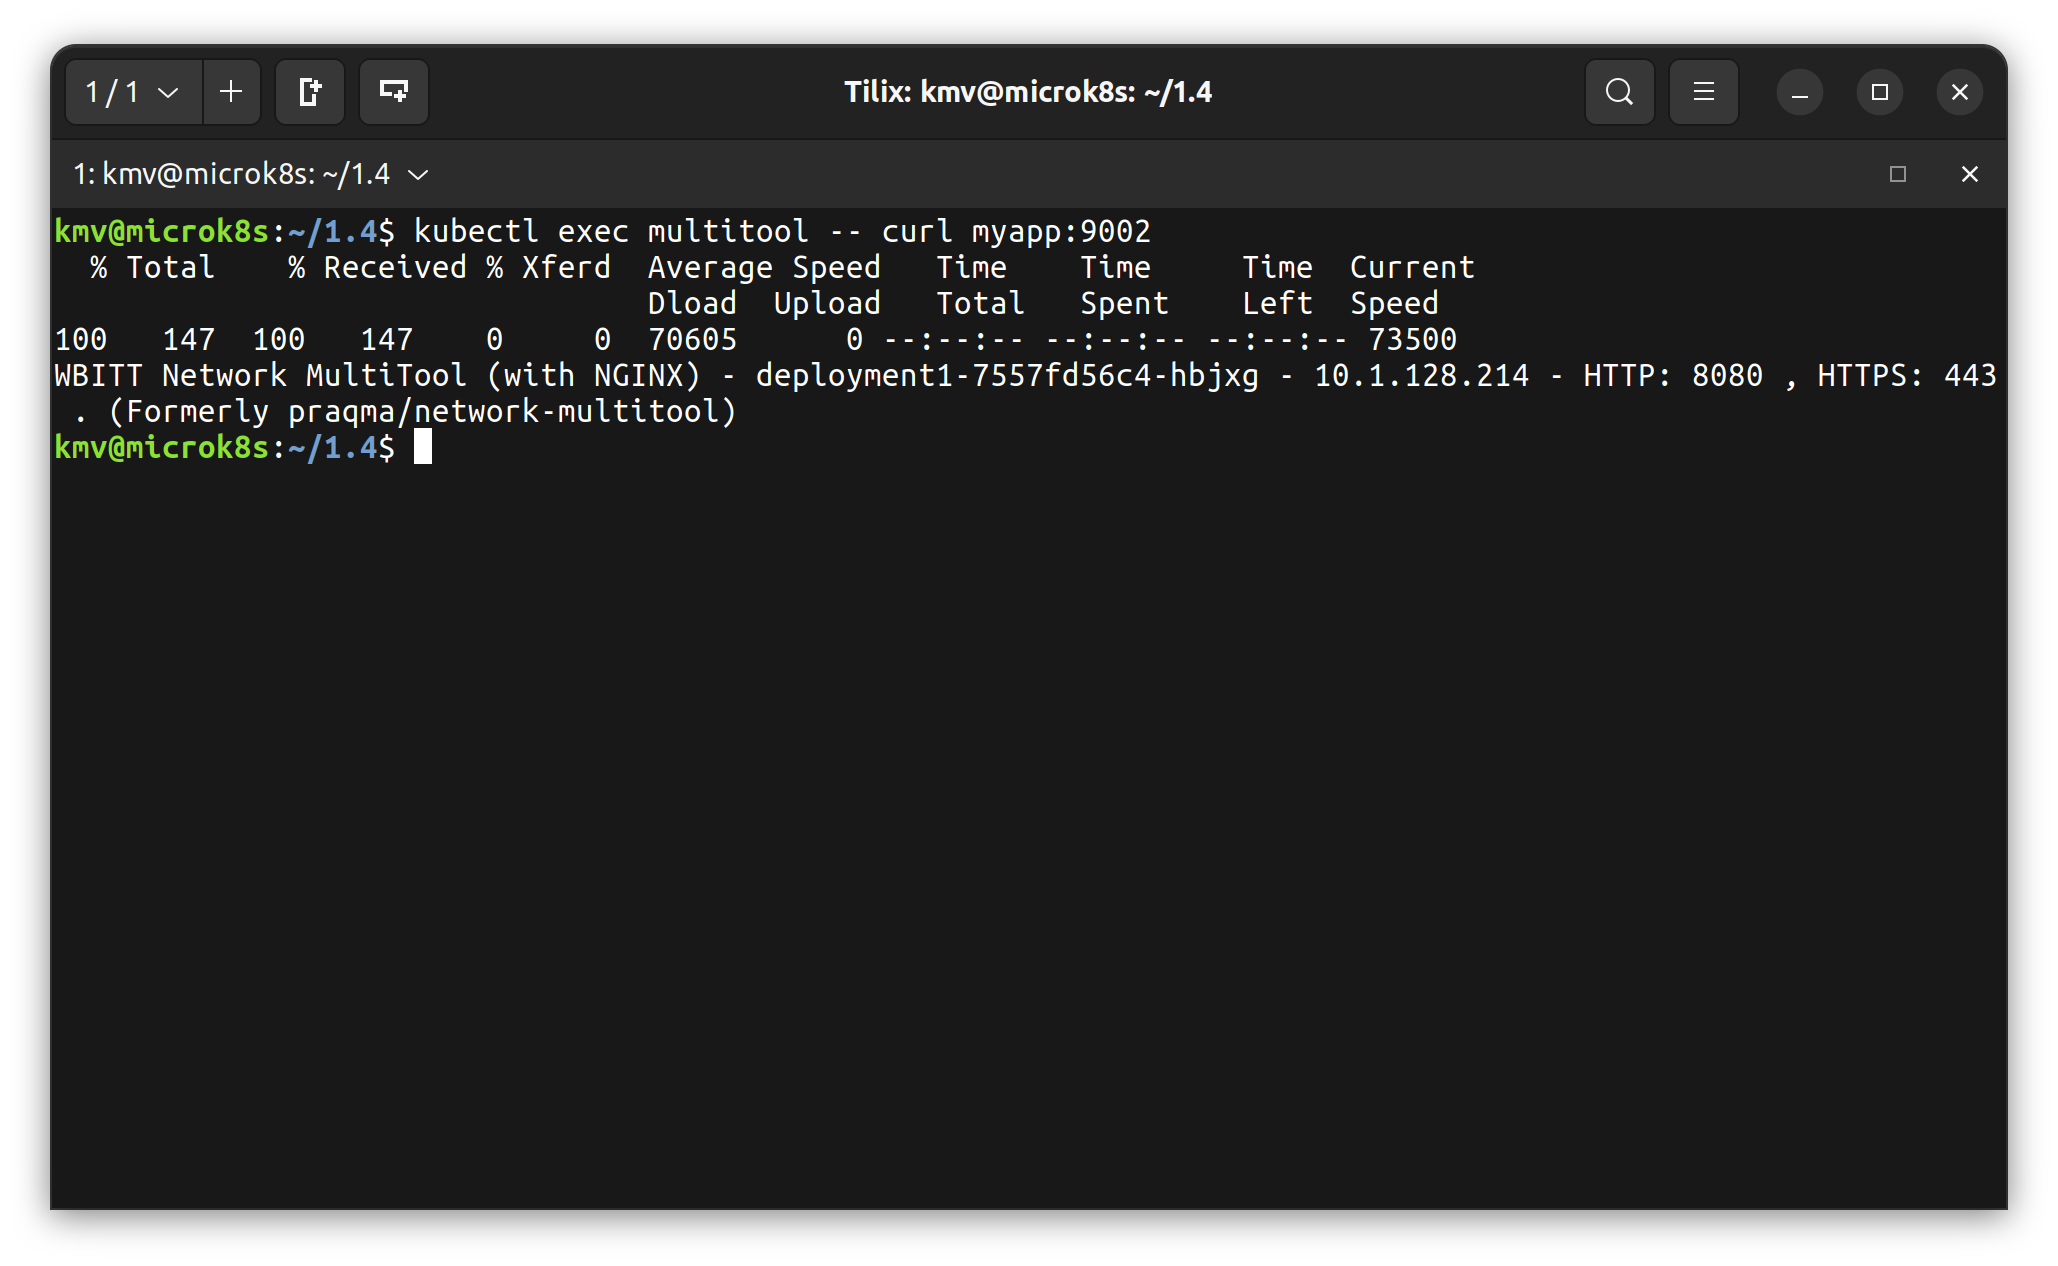 1 / 1
Tilix: kmv@microk8s: ~/1.4
1: kmv@microk8s: ~/1.4
kmv@microk8s:~/1.4$ kubectl exec multitool -- curl myapp:9002
  % Total    % Received % Xferd  Average Speed   Time    Time     Time  Current
                                 Dload  Upload   Total   Spent    Left  Speed
100   147  100   147    0     0  70605      0 --:--:-- --:--:-- --:--:-- 73500
WBITT Network MultiTool (with NGINX) - deployment1-7557fd56c4-hbjxg - 10.1.128.214 - HTTP: 8080 , HTTPS: 443
 . (Formerly praqma/network-multitool)
kmv@microk8s:~/1.4$